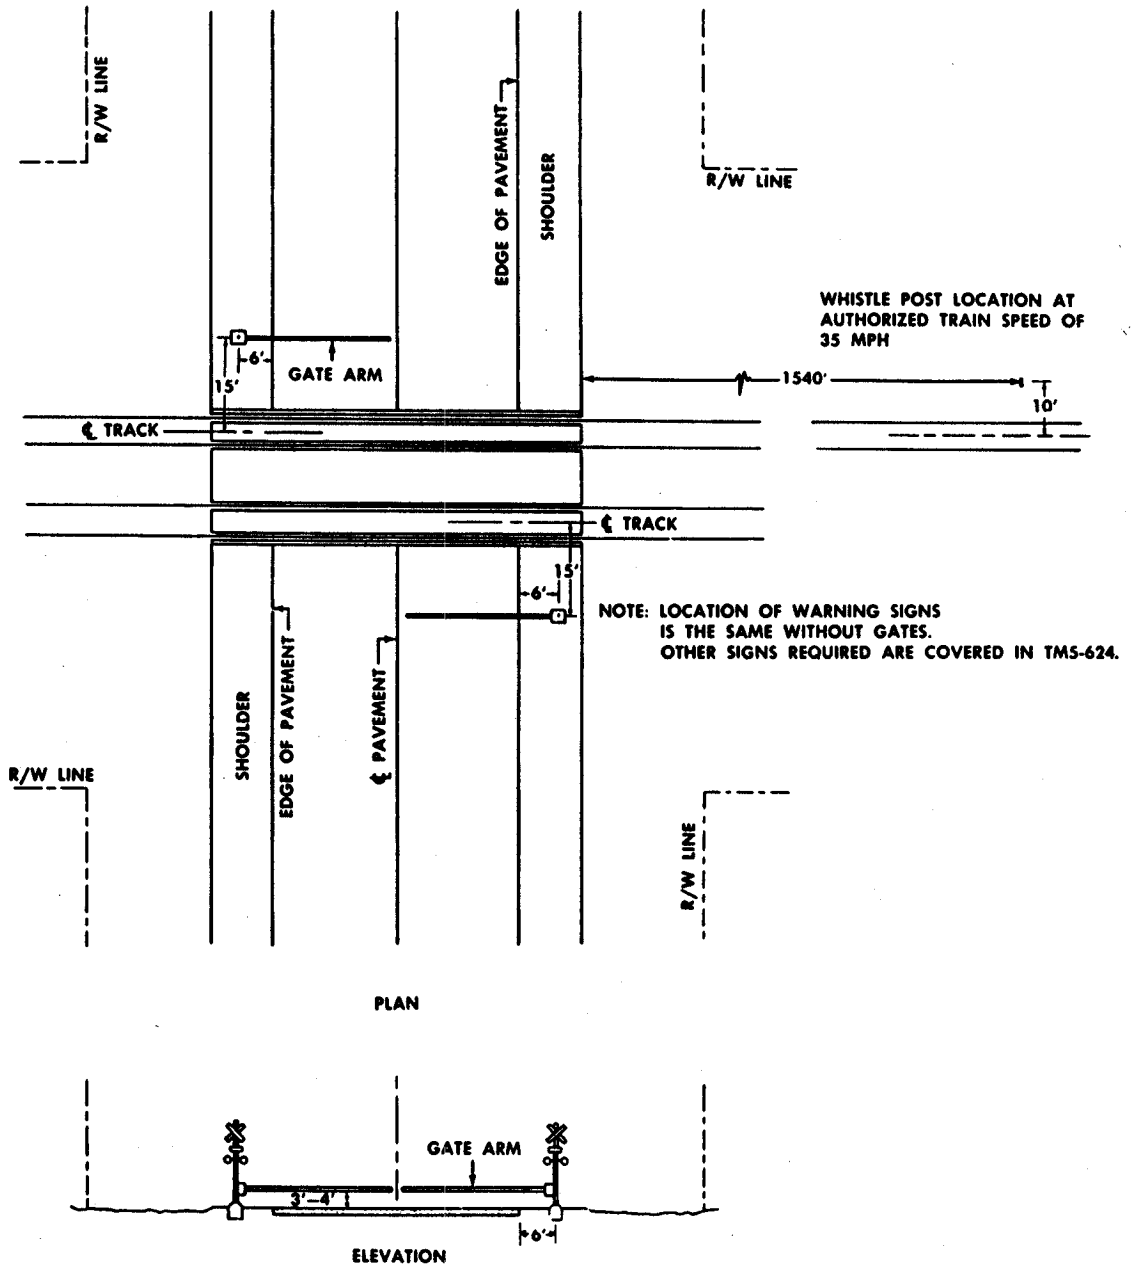 R/W LINE
EDGE OF PAVEMENT
SHOULDER
R/W LINE
WHISTLE POST LOCATION AT
AUTHORIZED TRAIN SPEED OF
35 MPH
6'
GATE ARM
15'
1540'
10'
℄ TRACK
℄ TRACK
15'
6'
NOTE: LOCATION OF WARNING SIGNS
IS THE SAME WITHOUT GATES.
OTHER SIGNS REQUIRED ARE COVERED IN TM5-624.
SHOULDER
EDGE OF PAVEMENT
℄ PAVEMENT
R/W LINE
R/W LINE
PLAN
GATE ARM
3'-4'
6'
ELEVATION